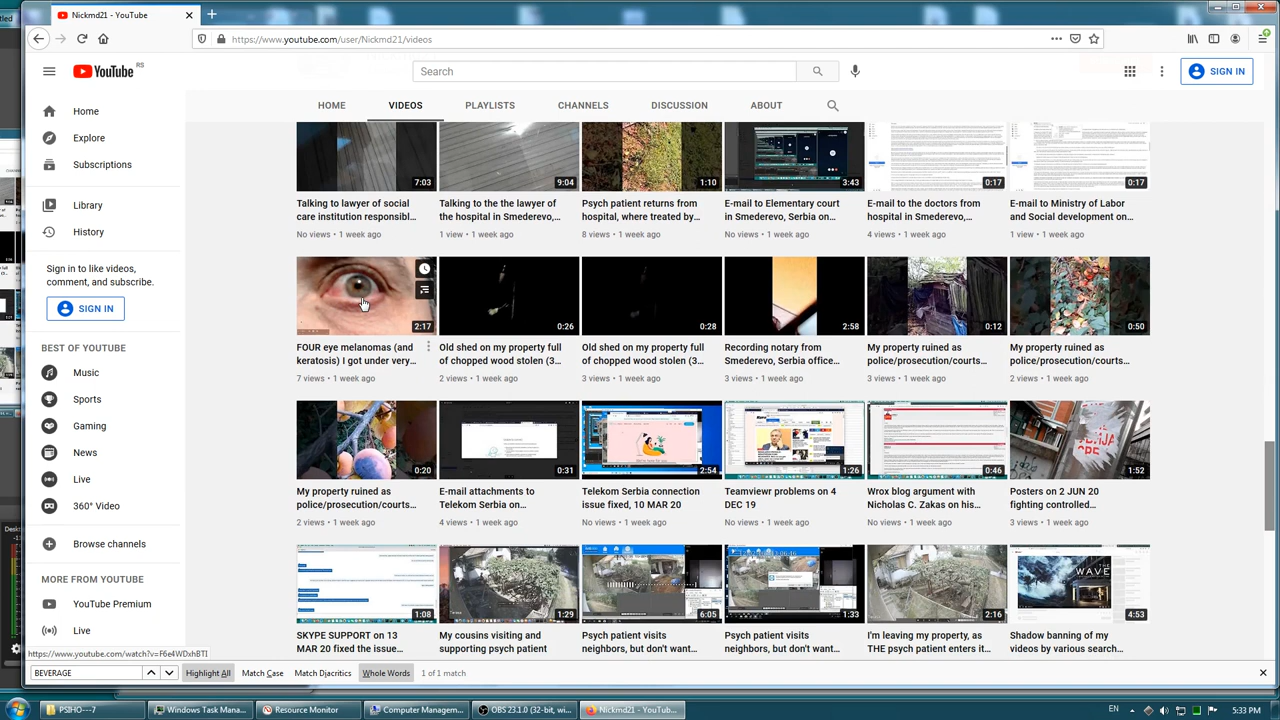 Nickmd21 - YouTube
https://www.youtube.com/user/Nickmd21/videos
YouTube RS
Search
SIGN IN
HOME VIDEOS PLAYLISTS CHANNELS DISCUSSION ABOUT
Home
Explore
Subscriptions
Library
History
Sign in to like videos,
comment, and subscribe.
SIGN IN
BEST OF YOUTUBE
Music
Sports
Gaming
News
Live
360° Video
Browse channels
MORE FROM YOUTUBE
YouTube Premium
Live
7:03
Talking to lawyer of social
care institution responsibl...
No views • 1 week ago
0:04
Talking to the the lawyer of
the hospital in Smederevo,...
1 view • 1 week ago
1:10
Psych patient returns from
hospital, where treated by...
8 views • 1 week ago
3:43
E-mail to Elementary court
in Smederevo, Serbia on...
No views • 1 week ago
0:17
E-mail to the doctors from
hospital in Smederevo,...
4 views • 1 week ago
0:17
E-mail to Ministry of Labor
and Social development on...
1 view • 1 week ago
2:17
FOUR eye melanomas (and
keratosis) I got under very...
7 views • 1 week ago
0:26
Old shed on my property full
of chopped wood stolen (3...
2 views • 1 week ago
0:28
Old shed on my property full
of chopped wood stolen (3...
3 views • 1 week ago
2:58
Recording notary from
Smederevo, Serbia office...
3 views • 1 week ago
0:12
My property ruined as
police/prosecution/courts...
3 views • 1 week ago
0:50
My property ruined as
police/prosecution/courts...
2 views • 1 week ago
0:20
My property ruined as
police/prosecution/courts...
2 views • 1 week ago
0:31
E-mail attachments to
Telekom Serbia on...
4 views • 1 week ago
2:54
Telekom Serbia connection
issue fixed, 10 MAR 20
No views • 1 week ago
1:26
Teamviewr problems on 4
DEC 19
No views • 1 week ago
0:46
Wrox blog argument with
Nicholas C. Zakas on his...
No views • 1 week ago
1:52
Posters on 2 JUN 20
fighting controlled...
3 views • 1 week ago
1:08
SKYPE SUPPORT on 13
MAR 20 fixed the issue...
1:29
My cousins visiting and
supporting psych patient
6:05
Psych patient visits
neighbors, but don't want...
1:33
Psych patient visits
neighbors, but don't want...
2:16
I'm leaving my property, as
THE psych patient enters it...
WAVE
4:53
Shadow banning of my
videos by various search...
https://www.youtube.com/watch?v=F6e4WDxhBTI
BEVERAGE
Highlight All Match Case Match Diacritics Whole Words 1 of 1 match
PSIHO---7
Windows Task Mana...
Resource Monitor
Computer Managem...
OBS 23.1.0 (32-bit, wi...
Nickmd21 - YouTub...
EN
5:33 PM